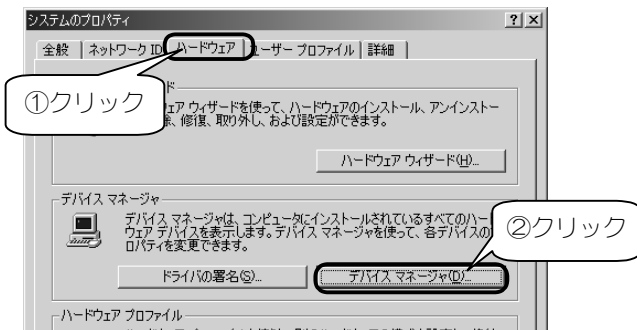 システムのプロパティ
全般 ネットワーク ID ハードウェア ユーザー プロファイル 詳細
①クリック
ェア ウィザードを使って、ハードウェアのインストール、アンインストー
除、修復、取り外し、および設定ができます。
ハードウェア ウィザード(H)...
デバイス マネージャ
デバイス マネージャは、コンピュータにインストールされているすべてのハー
ウェア デバイスを表示します。デバイス マネージャを使って、各デバイスの
ロパティを変更できます。
②クリック
ドライバの署名(S)...
デバイス マネージャ(D)...
ハードウェア プロファイル